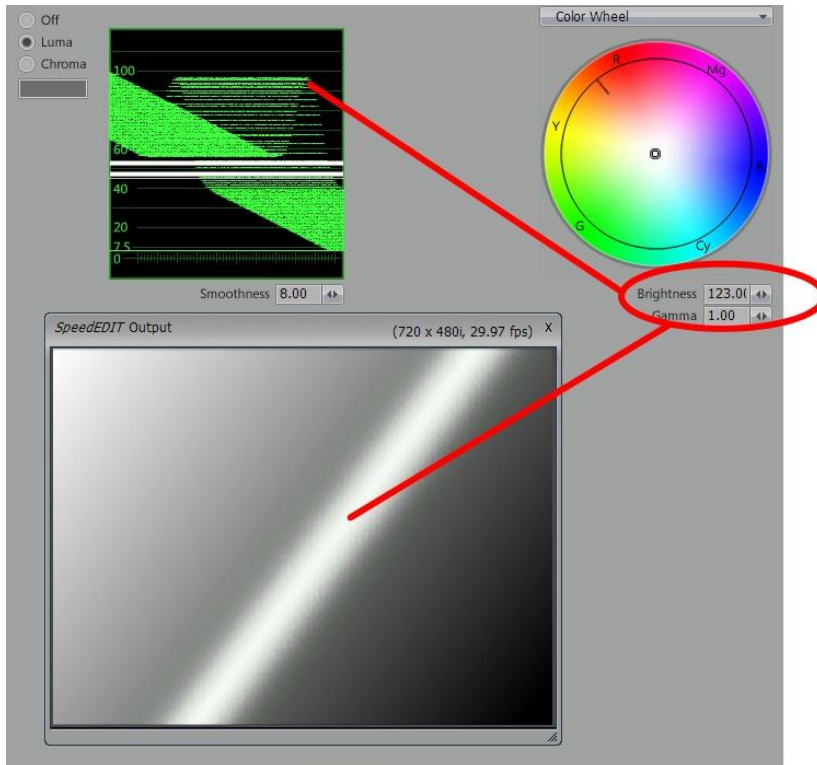 Off
Luma
Chroma
100
60
40
20
7.5
0
Smoothness 8.00
Color Wheel
R
Mg
Y
B
G
Cy
Brightness 123.0(
Gamma 1.00
SpeedEDIT Output (720 x 480i, 29.97 fps) X